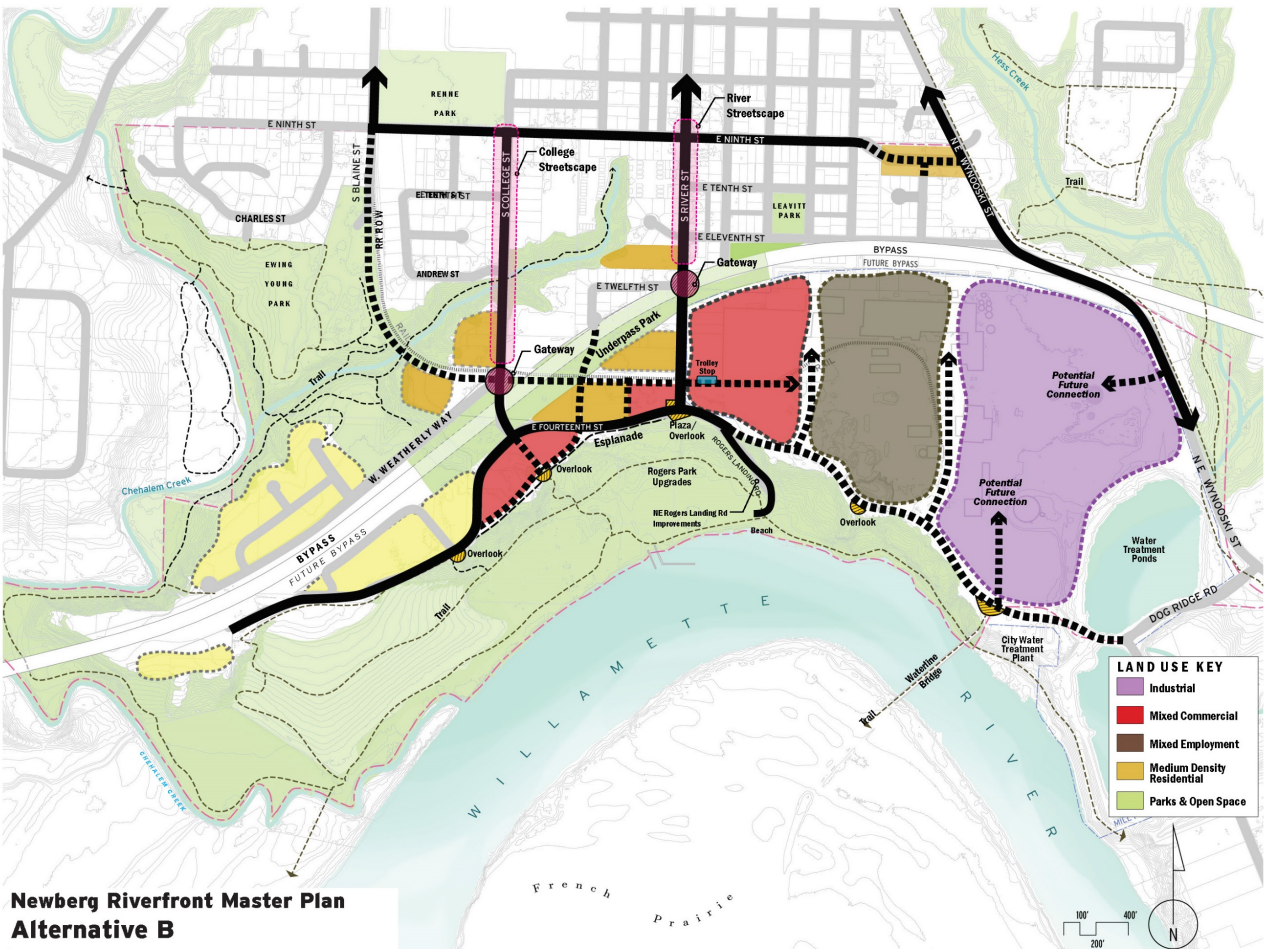 RENNE
PARK
River
Streetscape
Hess Creek
E NINTH ST
E NINTH ST
NE WYNOOSKI ST
S BLAINE ST
S COLLEGE ST
College
Streetscape
S RIVER ST
Trail
E TENTH ST
LEAVITT
PARK
RR ROW
CHARLES ST
E ELEVENTH ST
BYPASS
FUTURE BYPASS
EWING
YOUNG
PARK
ANDREW ST
Gateway
E TWELFTH ST
Underpass Park
Gateway
Trolley
Stop
Trail
Potential
Future
Connection
W. WEATHERLY WAY
E FOURTEENTH ST
Esplanade
Plaza/
Overlook
ROGERS LANDING RD
Overlook
Rogers Park
Upgrades
Chehalem Creek
NE Rogers Landing Rd
Improvements
Potential
Future
Connection
NE WYNOOSKI ST
Overlook
Beach
BYPASS
FUTURE BYPASS
Overlook
Water
Treatment
Ponds
Trail
DOG RIDGE RD
City Water
Treatment
Plant
Waterline
Bridge
Trail
WILLAMETTE RIVER
CHEHALEM CREEK
LAND USE KEY
Industrial
Mixed Commercial
Mixed Employment
Medium Density
Residential
Parks & Open Space
French
Prairie
Newberg Riverfront Master Plan
Alternative B
100' 400'
200'
N